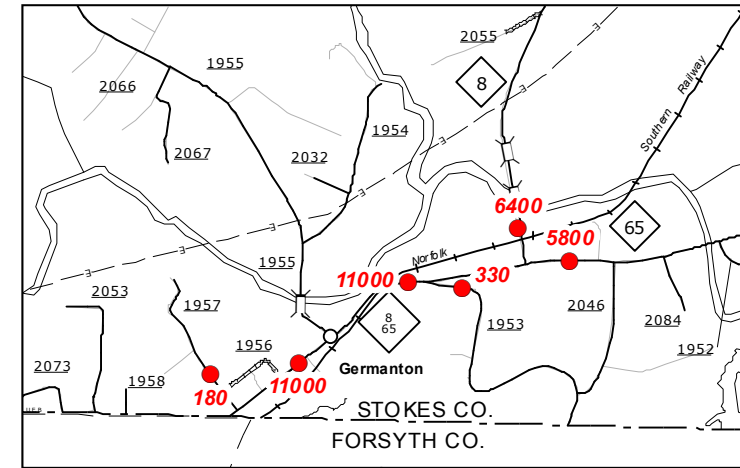 2055
1955
8
2066
Southern Railway
1954
2067
2032
6400
65
5800
Norfolk
1955
11000
330
2053
1957
8
65
2046
1953
2084
1956
1952
2073
Germanton
1958
11000
180
STOKES CO.
FORSYTH CO.
E
E
E
E
E